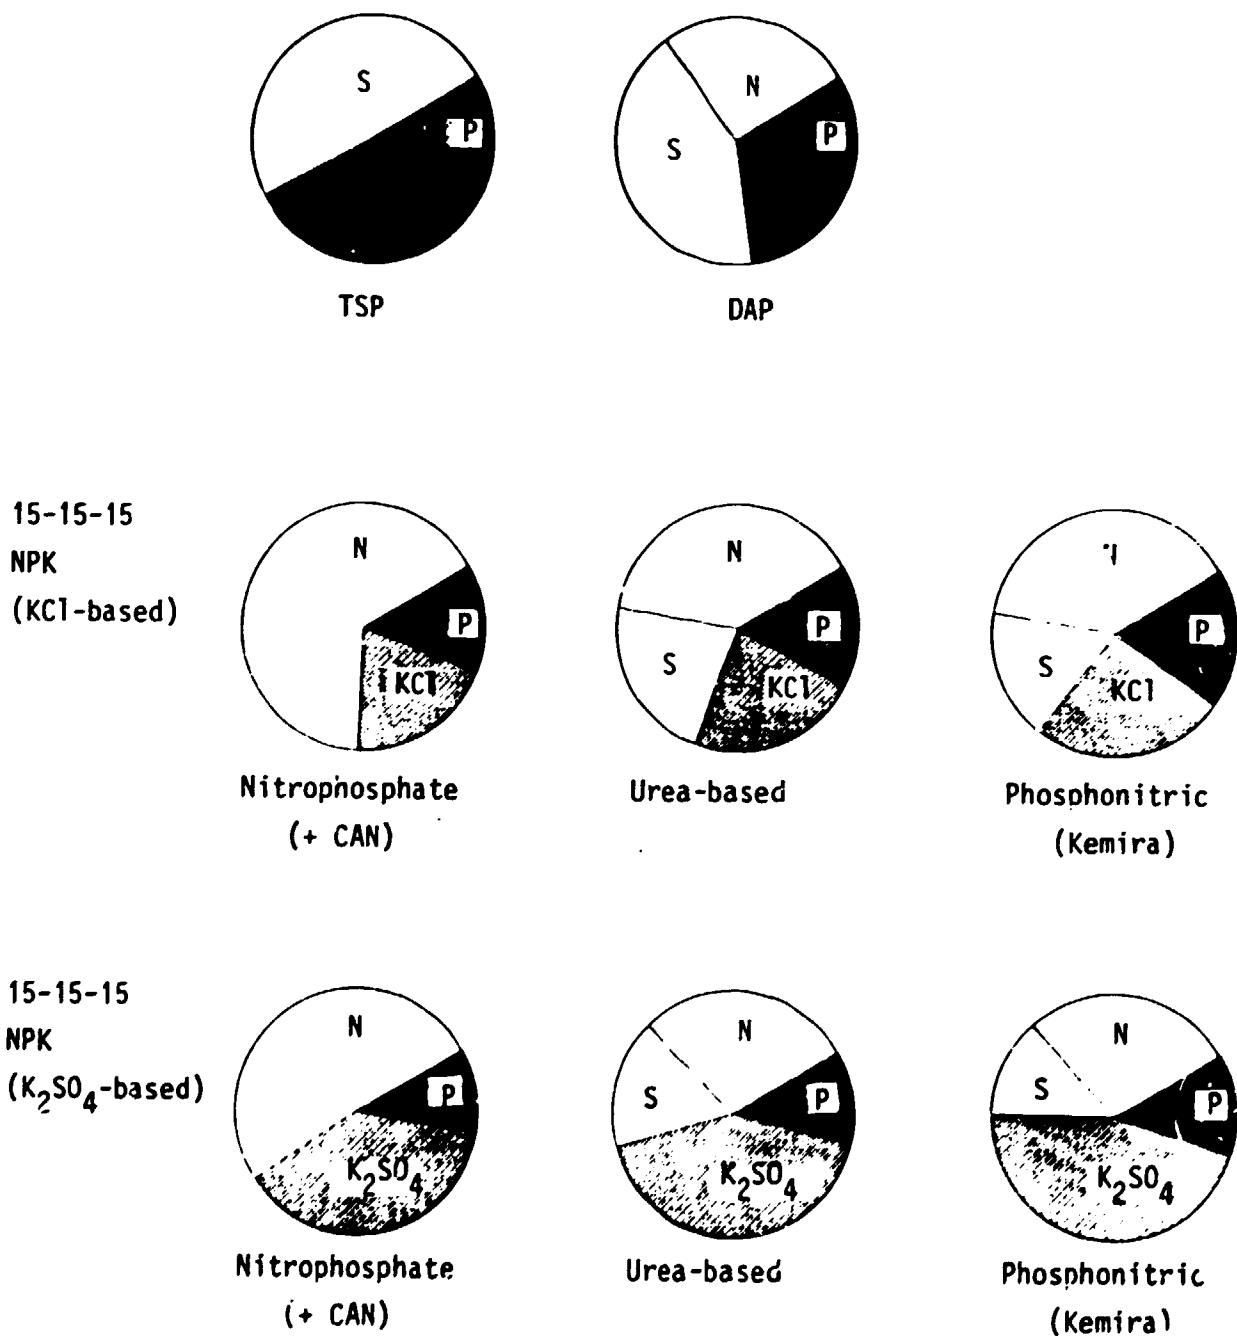 S
P
N
S
P
TSP
DAP
15-15-15
NPK
(KCl-based)
N
P
KCl
N
P
S
KCl
P
S
KCl
Nitrophosphate
(+ CAN)
Urea-based
Phosphonitric
(Kemira)
15-15-15
NPK
(K2SO4-based)
N
P
K2SO4
N
S
P
K2SO4
N
S
P
K2SO4
Nitrophosphate
(+ CAN)
Urea-based
Phosphonitric
(Kemira)